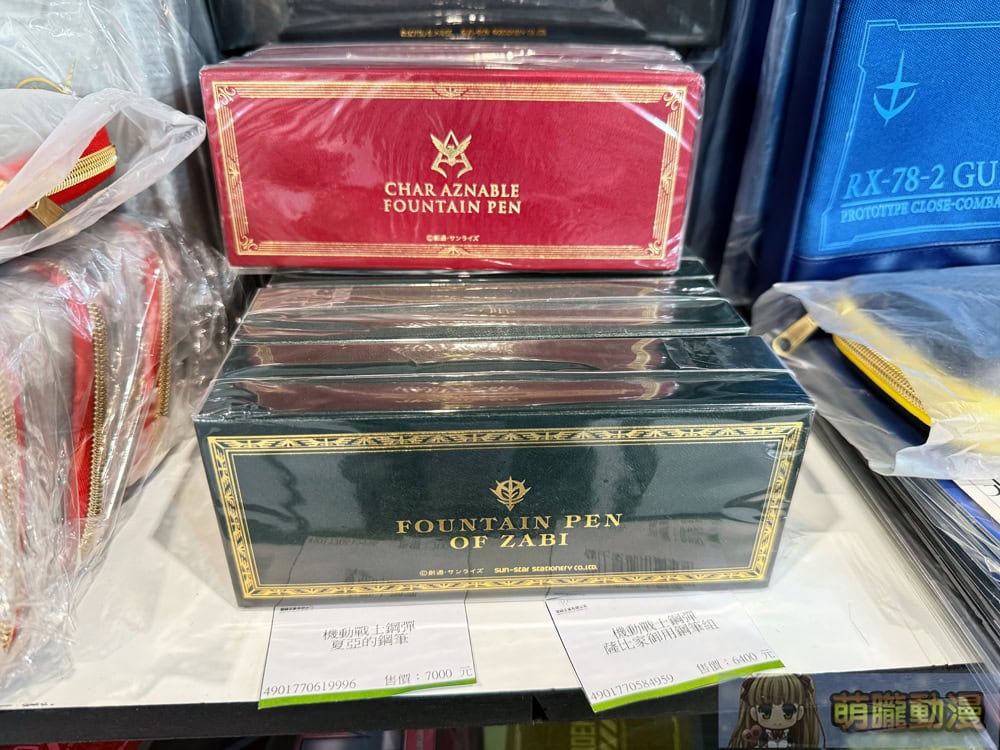 CHAR AZNABLE
FOUNTAIN PEN
©創通・サンライズ
RX-78-2 GU
PROTOTYPE CLOSE-COMBA
FOUNTAIN PEN
OF ZABI
©創通・サンライズ SUN-STAR STATIONERY CO.,LTD.
機動戰士鋼彈
夏亞的鋼筆
售價：7000 元
4901770619996
機動戰士鋼彈
薩比家御用鋼筆組
售價：6400 元
4901770584959
萌朧動漫